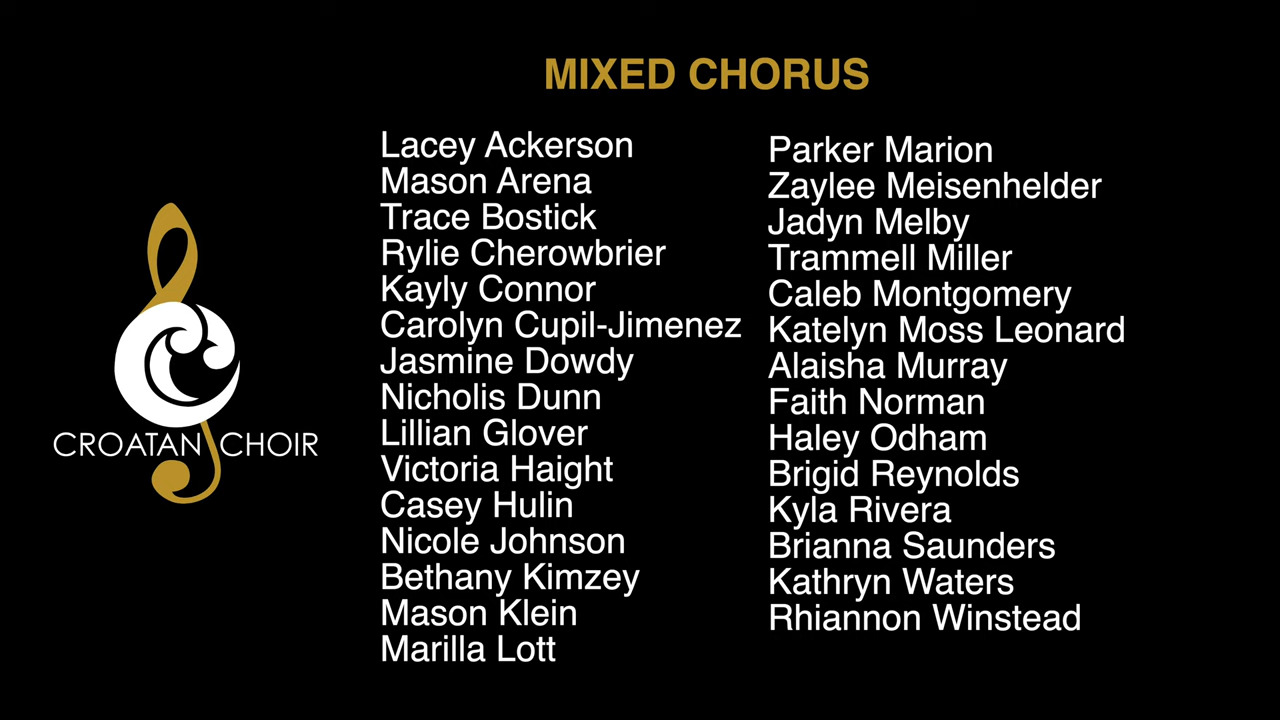 MIXED CHORUS
Lacey Ackerson
Mason Arena
Trace Bostick
Rylie Cherowbrier
Kayly Connor
Carolyn Cupil-Jimenez
Jasmine Dowdy
Nicholis Dunn
Lillian Glover
Victoria Haight
Casey Hulin
Nicole Johnson
Bethany Kimzey
Mason Klein
Marilla Lott
Parker Marion
Zaylee Meisenhelder
Jadyn Melby
Trammell Miller
Caleb Montgomery
Katelyn Moss Leonard
Alaisha Murray
Faith Norman
Haley Odham
Brigid Reynolds
Kyla Rivera
Brianna Saunders
Kathryn Waters
Rhiannon Winstead
CROATAN CHOIR